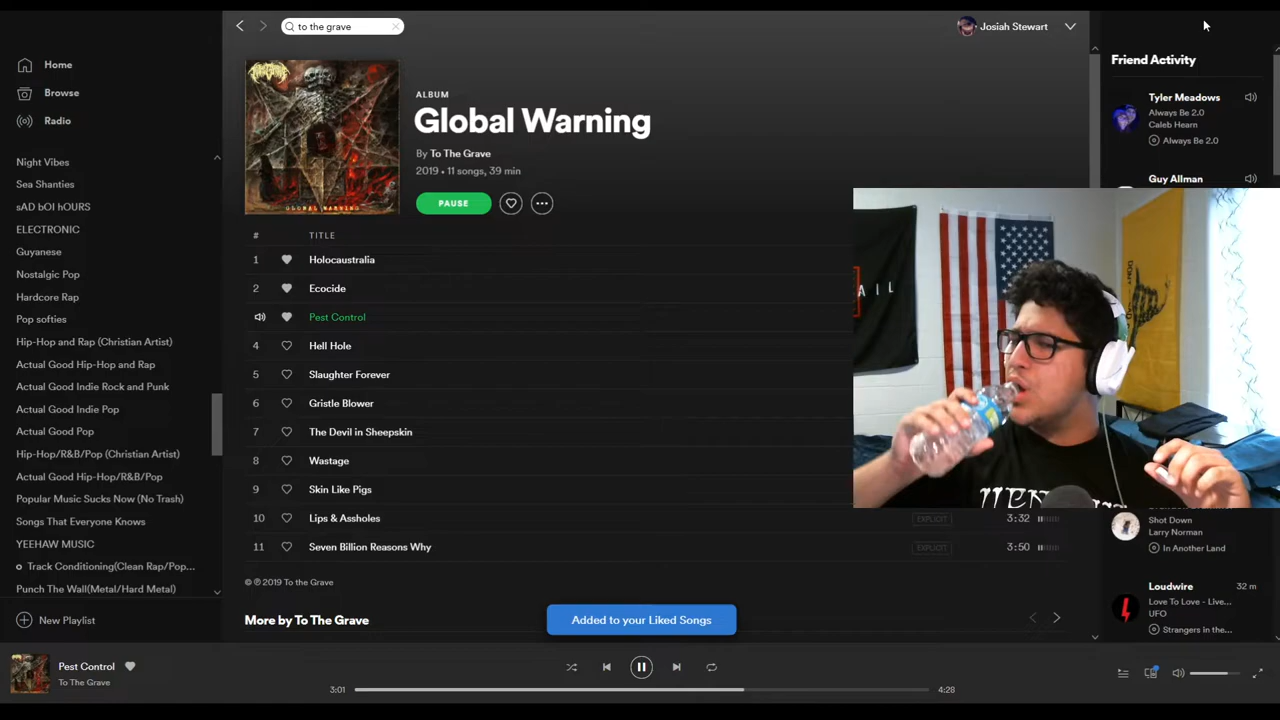 to the grave
Josiah Stewart
Home
Browse
Radio
Night Vibes
Sea Shanties
sAD bOI hOURS
ELECTRONIC
Guyanese
Nostalgic Pop
Hardcore Rap
Pop softies
Hip-Hop and Rap (Christian Artist)
Actual Good Hip-Hop and Rap
Actual Good Indie Rock and Punk
Actual Good Indie Pop
Actual Good Pop
Hip-Hop/R&B/Pop (Christian Artist)
Actual Good Hip-Hop/R&B/Pop
Popular Music Sucks Now (No Trash)
Songs That Everyone Knows
YEEHAW MUSIC
Track Conditioning(Clean Rap/Pop...
Punch The Wall(Metal/Hard Metal)
New Playlist
GLOBAL WARNING
ALBUM
Global Warning
By To The Grave
2019 • 11 songs, 39 min
PAUSE
# TITLE
1 Holocaustralia
2 Ecocide
Pest Control
4 Hell Hole
5 Slaughter Forever
6 Gristle Blower
7 The Devil in Sheepskin
8 Wastage
9 Skin Like Pigs
10 Lips & Assholes EXPLICIT 3:32
11 Seven Billion Reasons Why EXPLICIT 3:50
© ℗ 2019 To the Grave
More by To The Grave
Added to your Liked Songs
Friend Activity
Tyler Meadows
Always Be 2.0
Caleb Hearn
Always Be 2.0
Guy Allman
Shot Down
Larry Norman
In Another Land
Loudwire 32 m
Love To Love - Live...
UFO
Strangers in the...
Pest Control
To The Grave
3:01
4:28